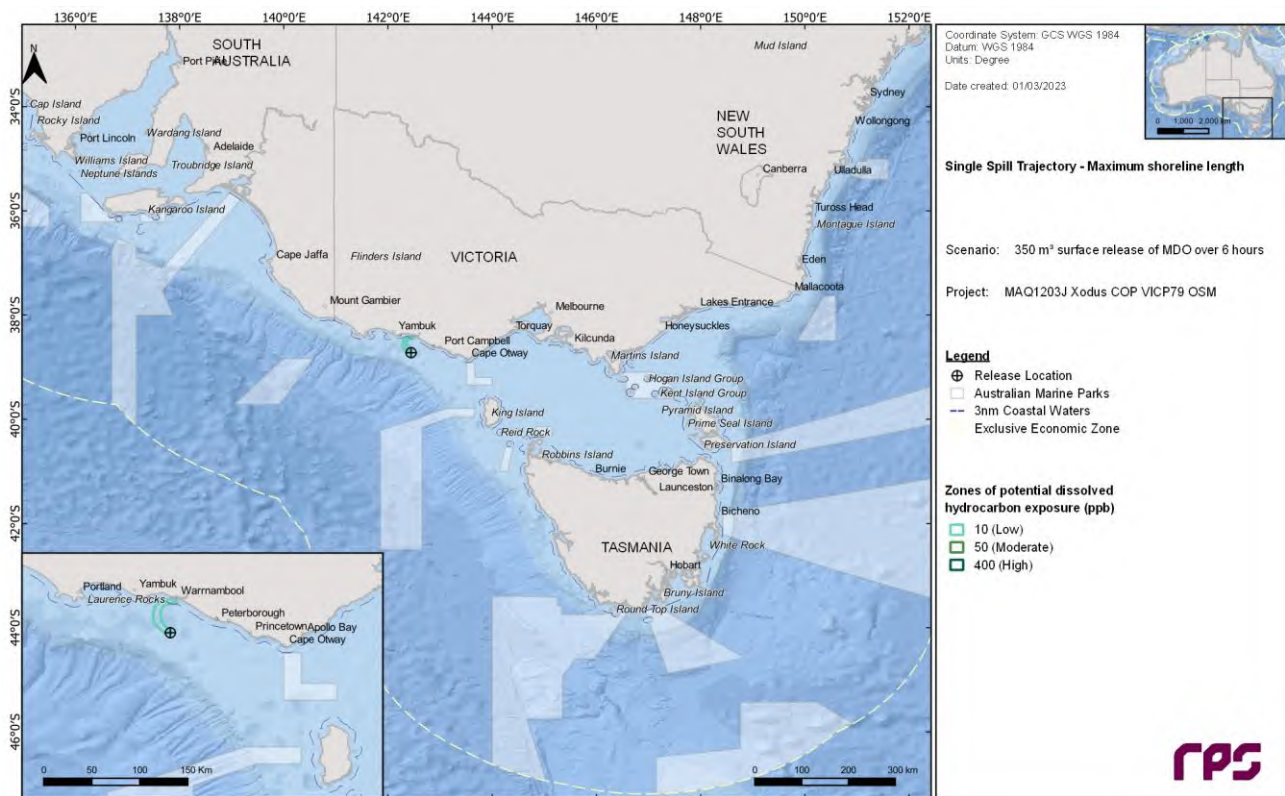 136°0'E 138°0'E 140°0'E 142°0'E 144°0'E 146°0'E 148°0'E 150°0'E 152°0'E
34°0'S
36°0'S
38°0'S
40°0'S
42°0'S
44°0'S
46°0'S
N
SOUTH
AUSTRALIA
Port Pirie
Mud Island
Cap Island
Rocky Island
Port Lincoln
Wardang Island
Adelaide
Williams Island
Troubridge Island
Neptune Islands
Kangaroo Island
NEW
SOUTH
WALES
Sydney
Wollongong
Canberra
Ulladulla
Tuross Head
Montague Island
Cape Jaffa
Flinders Island
VICTORIA
Eden
Mallacoota
Mount Gambier
Melbourne
Lakes Entrance
Yambuk
Torquay
Honeysuckles
Port Campbell
Kilcunda
Cape Otway
Martins Island
Hogan Island Group
Kent Island Group
King Island
Pyramid Island
Prime Seal Island
Reid Rock
Preservation Island
Robbins Island
Burnie
George Town
Binalong Bay
Launceston
Bicheno
TASMANIA
White Rock
Hobart
Bruny Island
Round Top Island
0 100 200 300 km
Portland
Yambuk
Warrnambool
Laurence Rocks
Peterborough
Princetown
Apollo Bay
Cape Otway
0 50 100 150 Km
Coordinate System: GCS WGS 1984
Datum: WGS 1984
Units: Degree
Date created: 01/03/2023
0 1,000 2,000 km
Single Spill Trajectory - Maximum shoreline length
Scenario: 350 m³ surface release of MDO over 6 hours
Project: MAQ1203J Xodus COP VICP79 OSM
Legend
Release Location
Australian Marine Parks
3nm Coastal Waters
Exclusive Economic Zone
Zones of potential dissolved
hydrocarbon exposure (ppb)
10 (Low)
50 (Moderate)
400 (High)
rps